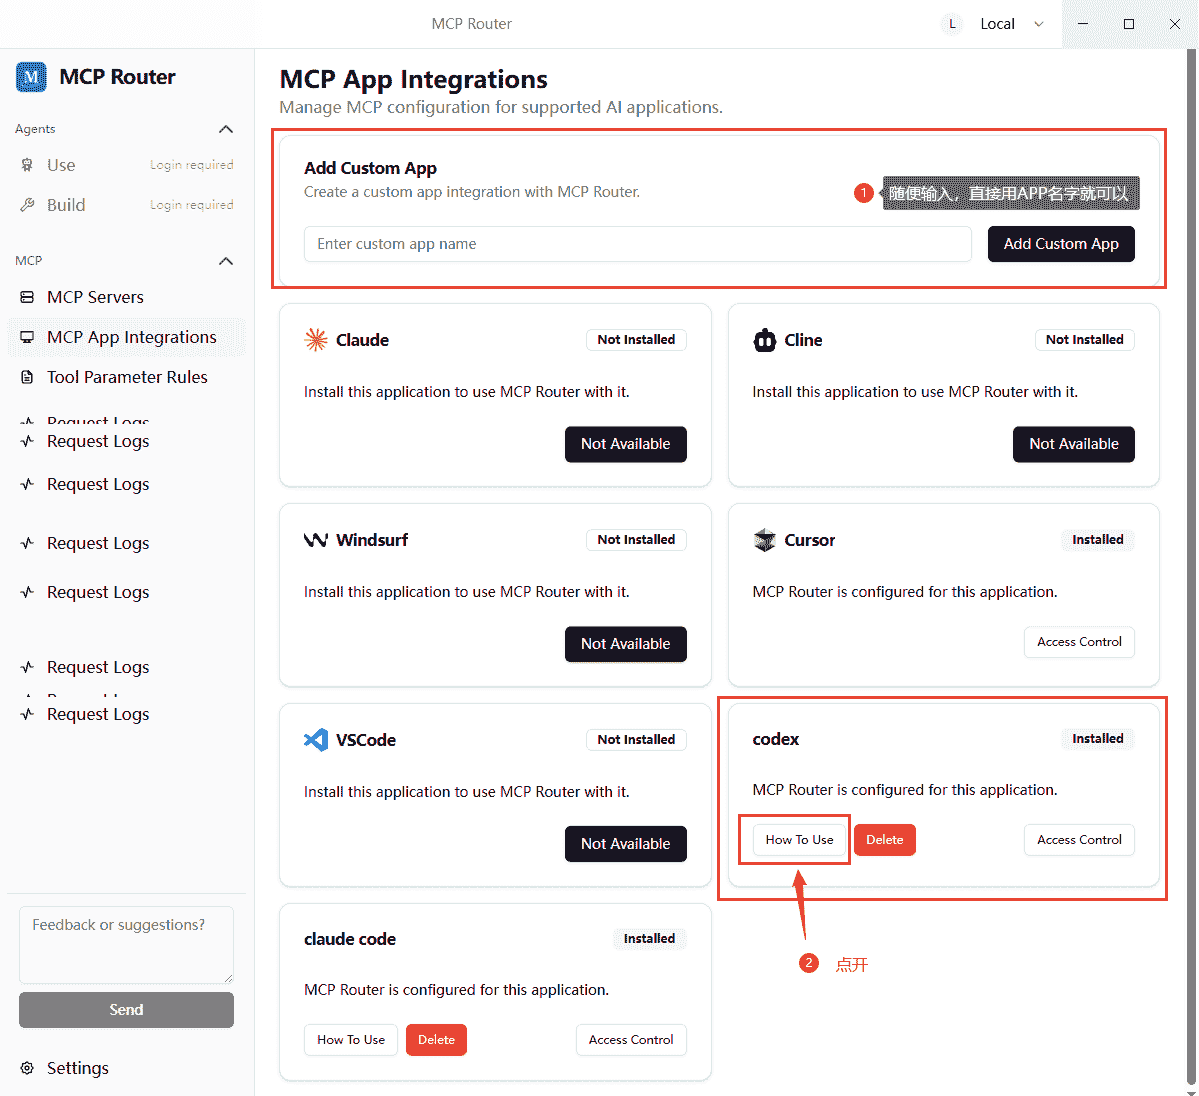 MCP Router
L
Local
M
MCP Router
Agents
Use
Login required
Build
Login required
MCP
MCP Servers
MCP App Integrations
Tool Parameter Rules
Request Logs
Request Logs
Request Logs
Request Logs
Request Logs
Request Logs
Request Logs
Feedback or suggestions?
Send
Settings
MCP App Integrations
Manage MCP configuration for supported AI applications.
Add Custom App
Create a custom app integration with MCP Router.
1 随便输入，直接用APP名字就可以
Enter custom app name
Add Custom App
Claude
Not Installed
Install this application to use MCP Router with it.
Not Available
Cline
Not Installed
Install this application to use MCP Router with it.
Not Available
Windsurf
Not Installed
Install this application to use MCP Router with it.
Not Available
Cursor
Installed
MCP Router is configured for this application.
Access Control
VSCode
Not Installed
Install this application to use MCP Router with it.
Not Available
codex
Installed
MCP Router is configured for this application.
How To Use
Delete
Access Control
2 点开
claude code
Installed
MCP Router is configured for this application.
How To Use
Delete
Access Control